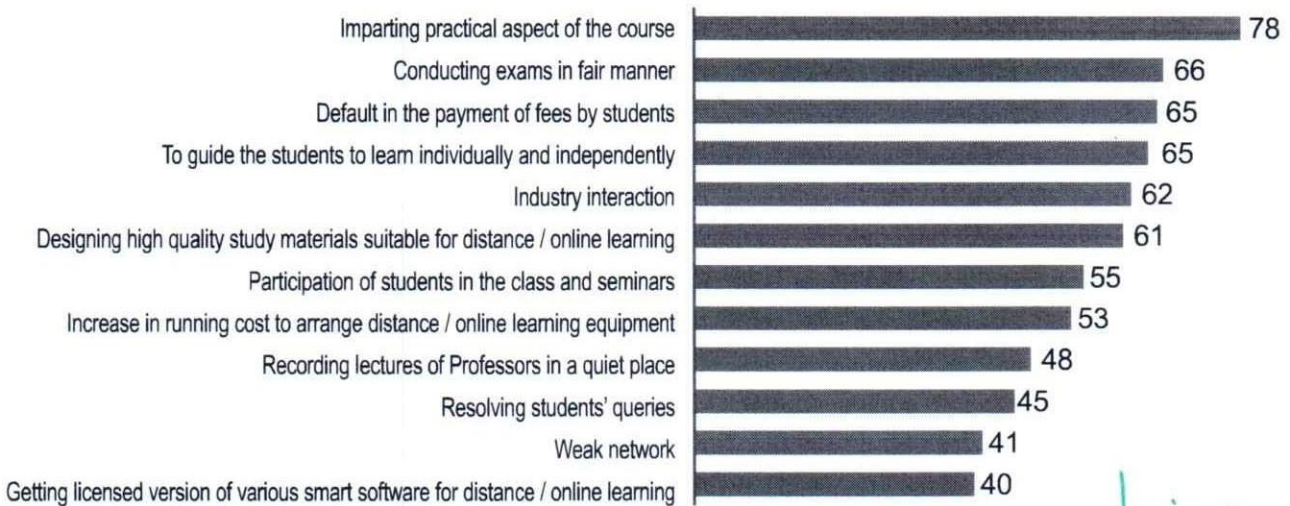 Imparting practical aspect of the course 78
Conducting exams in fair manner 66
Default in the payment of fees by students 65
To guide the students to learn individually and independently 65
Industry interaction 62
Designing high quality study materials suitable for distance / online learning 61
Participation of students in the class and seminars 55
Increase in running cost to arrange distance / online learning equipment 53
Recording lectures of Professors in a quiet place 48
Resolving students' queries 45
Weak network 41
Getting licensed version of various smart software for distance / online learning 40